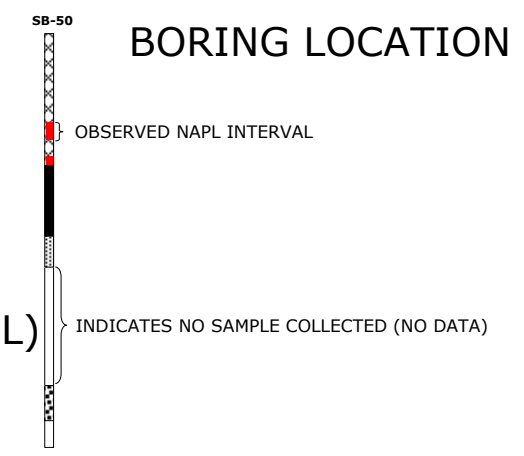 SB-50
BORING LOCATION
OBSERVED NAPL INTERVAL
L)
INDICATES NO SAMPLE COLLECTED (NO DATA)